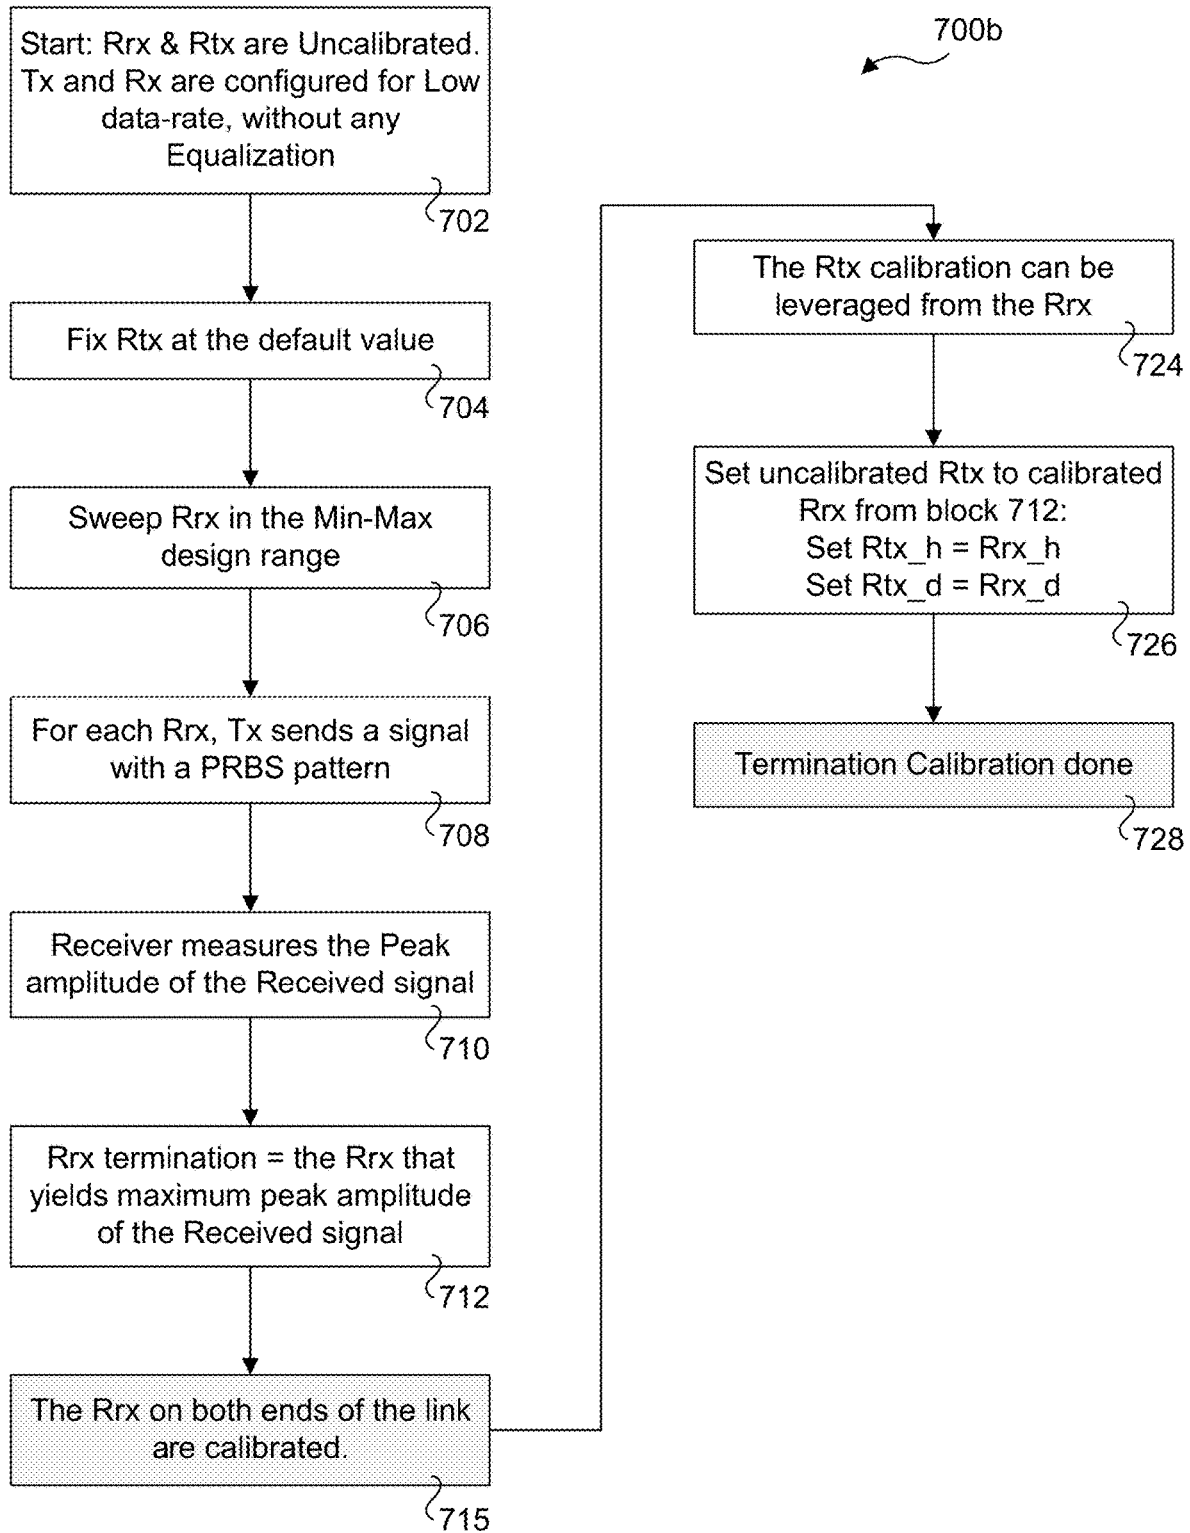 700b
Start: Rrx & Rtx are Uncalibrated.
Tx and Rx are configured for Low
data-rate, without any
Equalization
702
Fix Rtx at the default value
704
Sweep Rrx in the Min-Max
design range
706
For each Rrx, Tx sends a signal
with a PRBS pattern
708
Receiver measures the Peak
amplitude of the Received signal
710
Rrx termination = the Rrx that
yields maximum peak amplitude
of the Received signal
712
The Rrx on both ends of the link
are calibrated.
715
The Rtx calibration can be
leveraged from the Rrx
724
Set uncalibrated Rtx to calibrated
Rrx from block 712:
Set Rtx_h = Rrx_h
Set Rtx_d = Rrx_d
726
Termination Calibration done
728